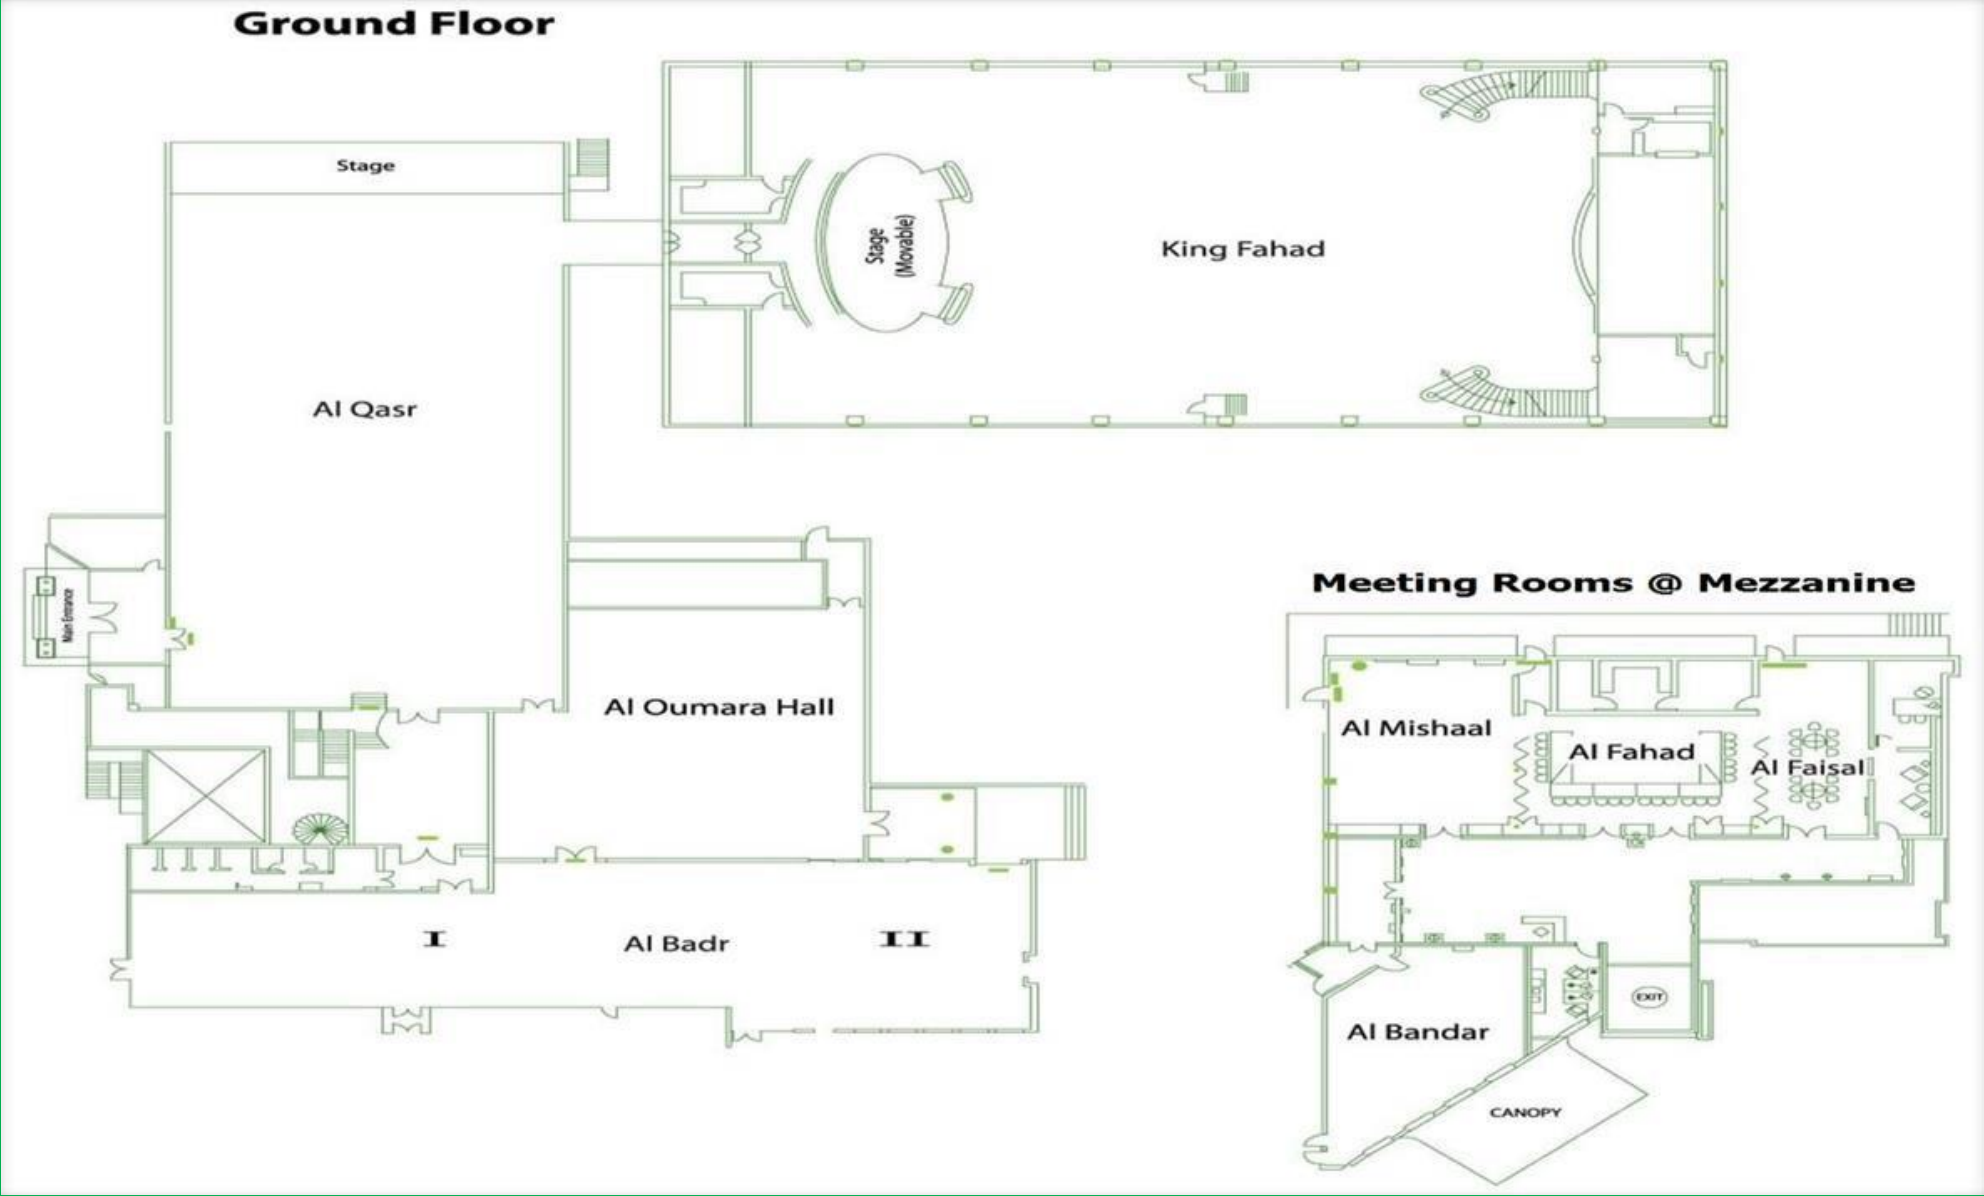 Ground Floor
Stage
Stage
(Movable)
King Fahad
Al Qasr
Main Entrance
Al Oumara Hall
I
Al Badr
II
Meeting Rooms @ Mezzanine
Al Mishaal
Al Fahad
Al Faisal
EXIT
Al Bandar
CANOPY